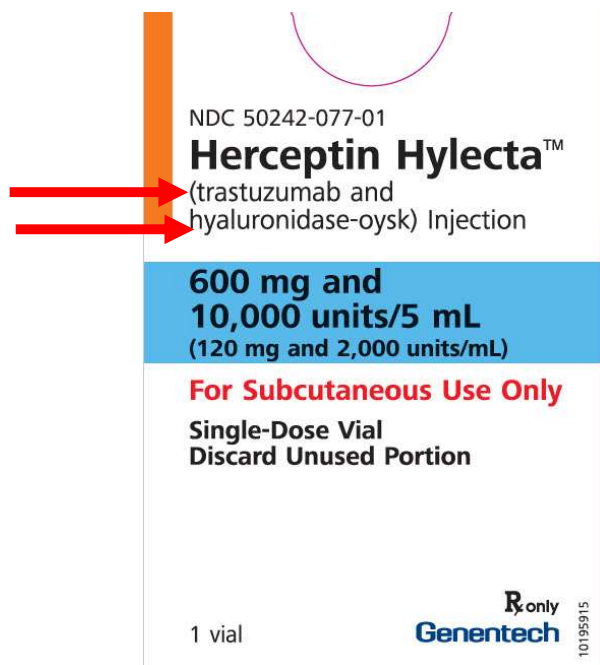 NDC 50242-077-01
Herceptin Hylecta™
(trastuzumab and
hyaluronidase-oysk) Injection
600 mg and
10,000 units/5 mL
(120 mg and 2,000 units/mL)
For Subcutaneous Use Only
Single-Dose Vial
Discard Unused Portion
Rx only
1 vial
Genentech
10195915